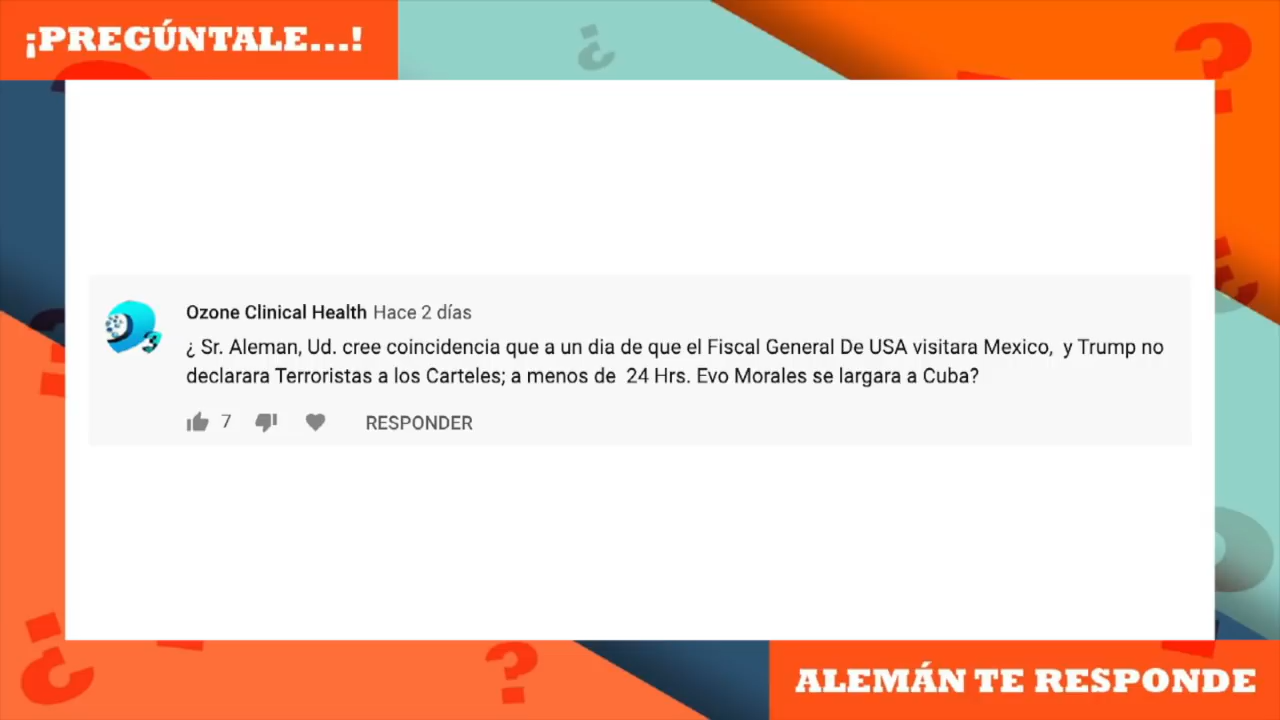 ¡PREGÚNTALE...!
Ozone Clinical Health Hace 2 días
¿ Sr. Aleman, Ud. cree coincidencia que a un dia de que el Fiscal General De USA visitara Mexico,  y Trump no
declarara Terroristas a los Carteles; a menos de  24 Hrs. Evo Morales se largara a Cuba?
7
RESPONDER
ALEMÁN TE RESPONDE